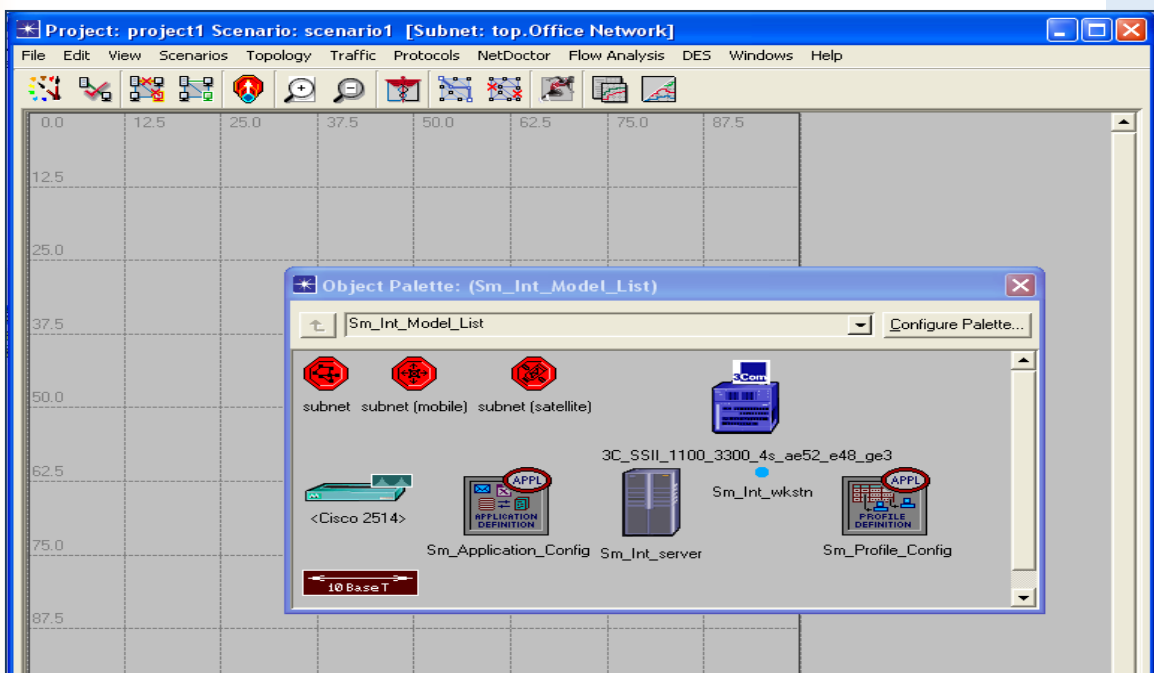 Project: project1 Scenario: scenario1 [Subnet: top.Office Network]
File Edit View Scenarios Topology Traffic Protocols NetDoctor Flow Analysis DES Windows Help
0.0 12.5 25.0 37.5 50.0 62.5 75.0 87.5
12.5
25.0
Object Palette: (Sm_Int_Model_List)
37.5
Sm_Int_Model_List Configure Palette...
3Com
50.0
subnet subnet (mobile) subnet (satellite)
3C_SSII_1100_3300_4s_ae52_e48_ge3
62.5
APPL
APPL
Sm_Int_wkstn
<Cisco 2514>
APPLICATION DEFINITION
PROFILE DEFINITION
75.0
Sm_Application_Config Sm_Int_server Sm_Profile_Config
10BaseT
87.5